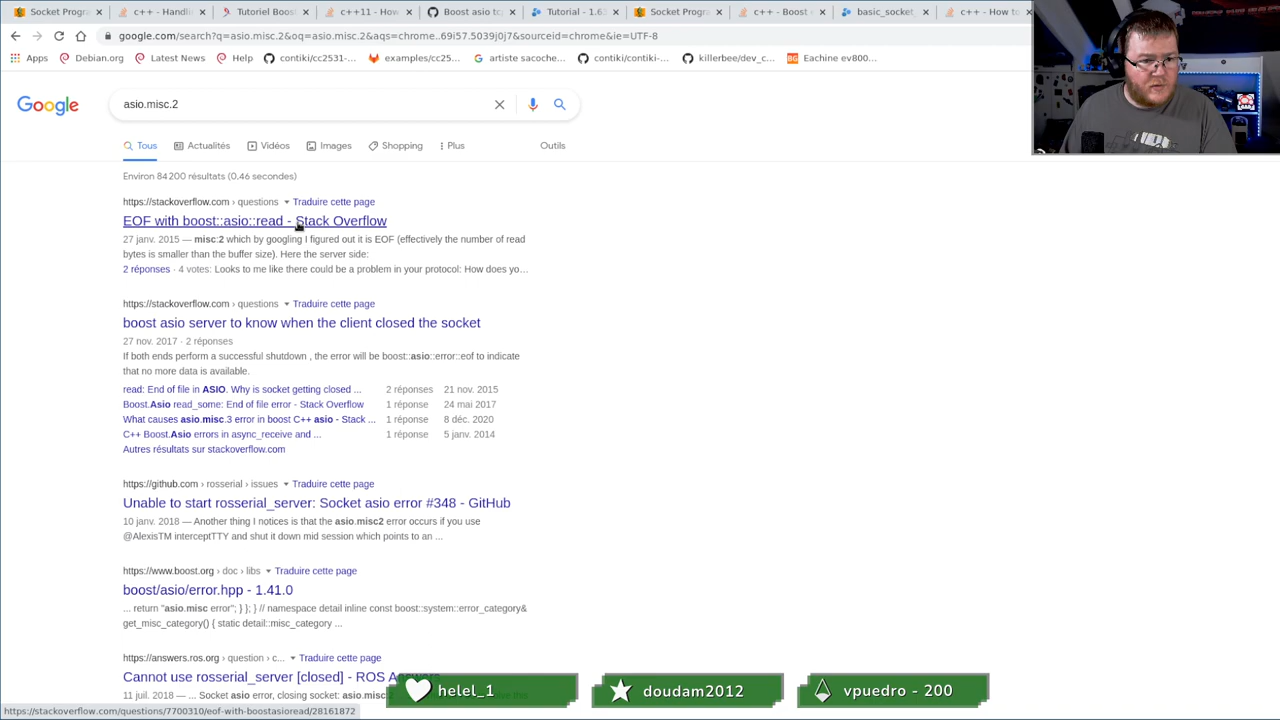 Socket Progra
c++ - Handli
Tutoriel Boost
c++11 - How
Boost asio tc
Tutorial - 1.6
Socket Progra
c++ - Boost
basic_socket
c++ - How to
google.com/search?q=asio.misc.2&oq=asio.misc.2&aqs=chrome..69i57.5039j0j7&sourceid=chrome&ie=UTF-8
Apps
Debian.org
Latest News
Help
contiki/cc2531-...
examples/cc25...
artiste sacoche...
contiki/contiki-...
killerbee/dev_c...
Eachine ev800...
Google
asio.misc.2
Tous
Actualités
Vidéos
Images
Shopping
Plus
Outils
Environ 84 200 résultats (0.46 secondes)
https://stackoverflow.com › questions Traduire cette page
EOF with boost::asio::read - Stack Overflow
27 janv. 2015 — misc:2 which by googling I figured out it is EOF (effectively the number of read
bytes is smaller than the buffer size). Here the server side:
2 réponses · 4 votes: Looks to me like there could be a problem in your protocol: How does yo...
https://stackoverflow.com › questions Traduire cette page
boost asio server to know when the client closed the socket
27 nov. 2017 · 2 réponses
If both ends perform a successful shutdown , the error will be boost::asio::error::eof to indicate
that no more data is available.
read: End of file in ASIO. Why is socket getting closed ... 2 réponses 21 nov. 2015
Boost.Asio read_some: End of file error - Stack Overflow 1 réponse 24 mai 2017
What causes asio.misc.3 error in boost C++ asio - Stack ... 1 réponse 8 déc. 2020
C++ Boost.Asio errors in async_receive and ... 1 réponse 5 janv. 2014
Autres résultats sur stackoverflow.com
https://github.com › rosserial › issues Traduire cette page
Unable to start rosserial_server: Socket asio error #348 - GitHub
10 janv. 2018 — Another thing I notices is that the asio.misc2 error occurs if you use
@AlexisTM interceptTTY and shut it down mid session which points to an ...
https://www.boost.org › doc › libs Traduire cette page
boost/asio/error.hpp - 1.41.0
... return "asio.misc error"; } }; } // namespace detail inline const boost::system::error_category&
get_misc_category() { static detail::misc_category ...
https://answers.ros.org › question › c... Traduire cette page
Cannot use rosserial_server [closed] - ROS Answers
11 juil. 2018 — ... Socket asio error, closing socket: asio.misc:2
helel_1
doudam2012
vpuedro - 200
https://stackoverflow.com/questions/7700310/eof-with-boostasioread/28161872